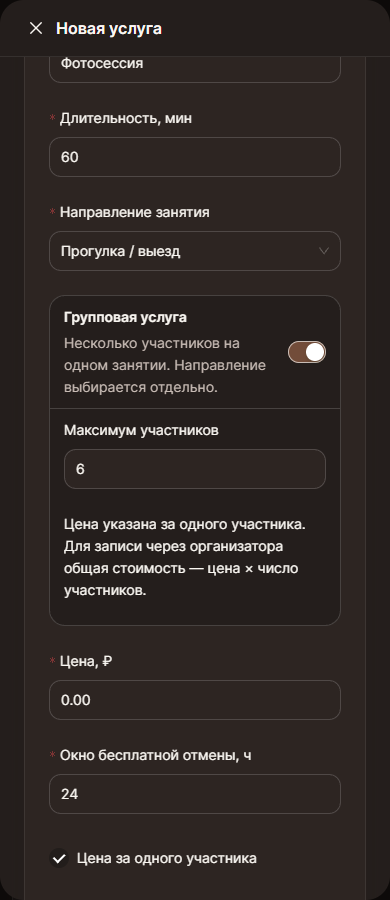 Новая услуга
Фотосессия
* Длительность, мин
60
* Направление занятия
Прогулка / выезд
Групповая услуга
Несколько участников на
одном занятии. Направление
выбирается отдельно.
Максимум участников
6
Цена указана за одного участника.
Для записи через организатора
общая стоимость — цена × число
участников.
* Цена, ₽
0.00
* Окно бесплатной отмены, ч
24
Цена за одного участника